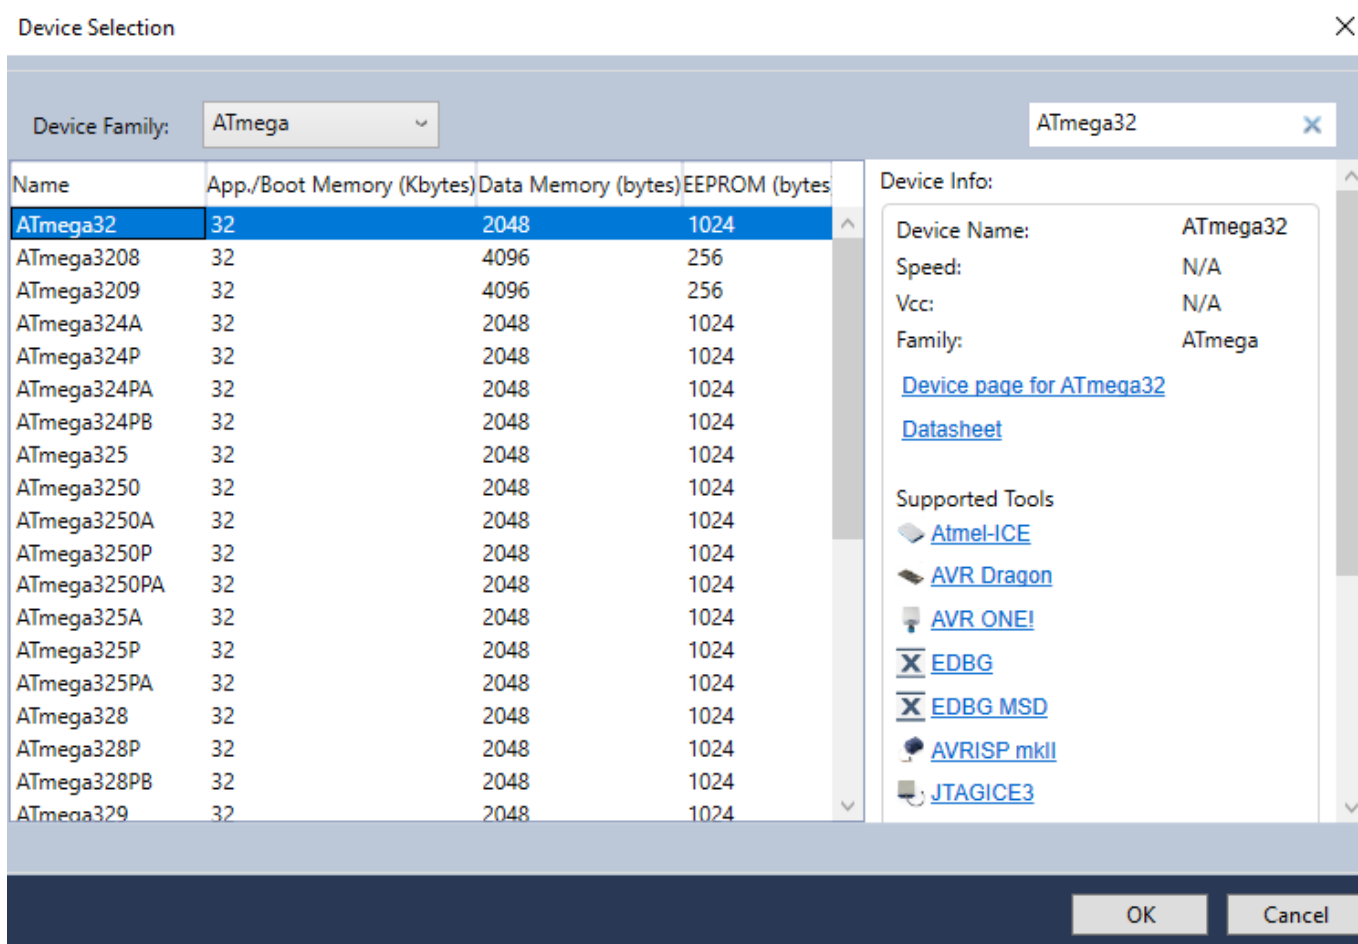 Device Selection
Device Family: ATmega ATmega32
Name App./Boot Memory (Kbytes) Data Memory (bytes) EEPROM (bytes
ATmega32 32 2048 1024
ATmega3208 32 4096 256
ATmega3209 32 4096 256
ATmega324A 32 2048 1024
ATmega324P 32 2048 1024
ATmega324PA 32 2048 1024
ATmega324PB 32 2048 1024
ATmega325 32 2048 1024
ATmega3250 32 2048 1024
ATmega3250A 32 2048 1024
ATmega3250P 32 2048 1024
ATmega3250PA 32 2048 1024
ATmega325A 32 2048 1024
ATmega325P 32 2048 1024
ATmega325PA 32 2048 1024
ATmega328 32 2048 1024
ATmega328P 32 2048 1024
ATmega328PB 32 2048 1024
ATmega329 32 2048 1024
Device Info:
Device Name: ATmega32
Speed: N/A
Vcc: N/A
Family: ATmega
Device page for ATmega32
Datasheet
Supported Tools
Atmel-ICE
AVR Dragon
AVR ONE!
EDBG
EDBG MSD
AVRISP mkII
JTAGICE3
OK Cancel